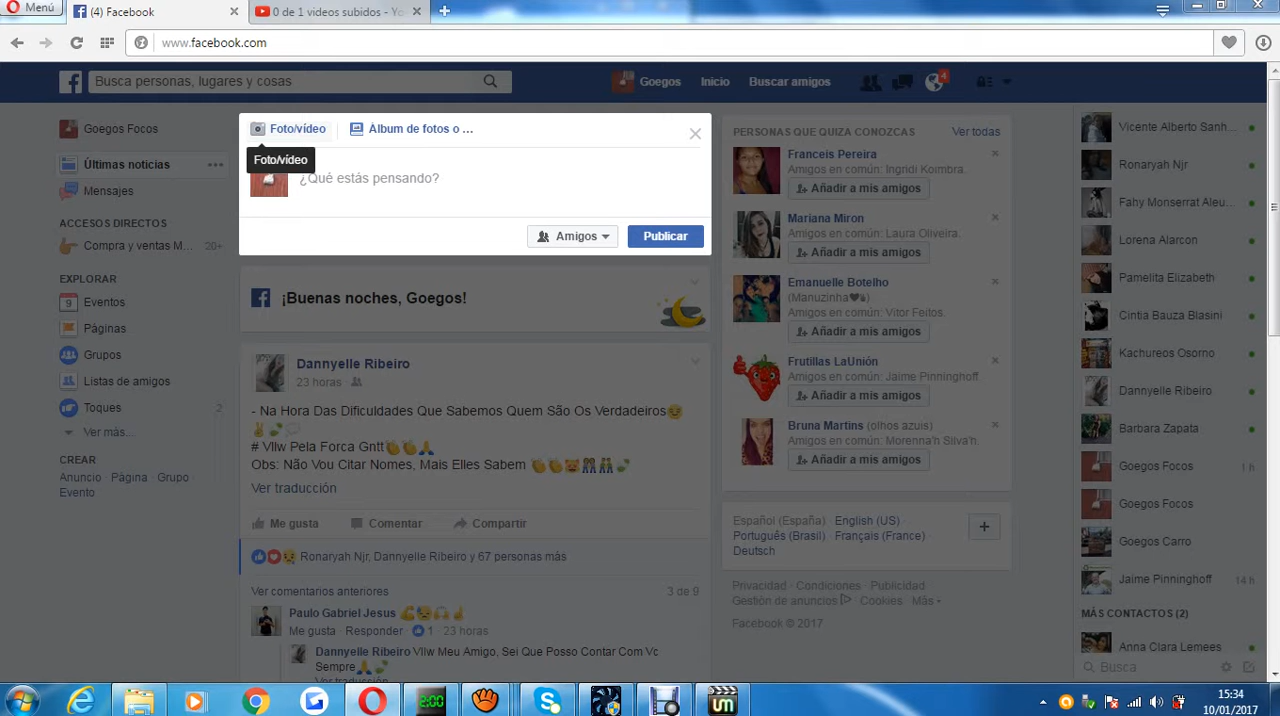 Menú
(4) Facebook
0 de 1 videos subidos - Yo
www.facebook.com
Busca personas, lugares y cosas
Goegos
Inicio
Buscar amigos
4
Goegos Focos
Últimas noticias
Mensajes
ACCESOS DIRECTOS
Compra y ventas M... 20+
EXPLORAR
9 Eventos
Páginas
Grupos
Listas de amigos
Toques 2
Ver más...
CREAR
Anuncio · Página · Grupo ·
Evento
Foto/vídeo
Álbum de fotos o ...
Foto/vídeo
¿Qué estás pensando?
Amigos
Publicar
¡Buenas noches, Goegos!
Dannyelle Ribeiro
23 horas ·
- Na Hora Das Dificuldades Que Sabemos Quem São Os Verdadeiros😔
✌🍃💭
# Vllw Pela Forca Gntt👏👏🙏
Obs: Não Vou Citar Nomes, Mais Elles Sabem 👏👏🐷👫👬🍃
Ver traducción
Me gusta
Comentar
Compartir
Ronaryah Njr, Dannyelle Ribeiro y 67 personas más
Ver comentarios anteriores
3 de 9
Paulo Gabriel Jesus
Me gusta · Responder · 1 · 23 horas
Dannyelle Ribeiro Vllw Meu Amigo, Sei Que Posso Contar Com Vc
Sempre🙏🍃
Ver traducción
PERSONAS QUE QUIZÁ CONOZCAS
Ver todas
Franceis Pereira
Amigos en común: Ingridi Koimbra.
Añadir a mis amigos
Mariana Miron
Amigos en común: Laura Oliveira.
Añadir a mis amigos
Emanuelle Botelho
(Manuzinha)
Amigos en común: Vitor Feitos.
Añadir a mis amigos
Frutillas LaUnión
Amigos en común: Jaime Pinninghoff
Añadir a mis amigos
Bruna Martins (olhos azuis)
Amigos en común: Morenna'h Silva'h.
Añadir a mis amigos
Español (España) · English (US) ·
Português (Brasil) · Français (France) ·
Deutsch
Privacidad · Condiciones · Publicidad
Gestión de anuncios · Cookies · Más
Facebook © 2017
Vicente Alberto Sanh...
Ronaryah Njr
Fahy Monserrat Aleu...
Lorena Alarcon
Pamelita Elizabeth
Cintia Bauza Blasini
Kachureos Osorno
Dannyelle Ribeiro
Barbara Zapata
Goegos Focos 1 h
Goegos Focos
Goegos Carro
Jaime Pinninghoff 14 h
MÁS CONTACTOS (2)
Anna Clara Lemees
Busca
2:00
UM
15:34
10/01/2017